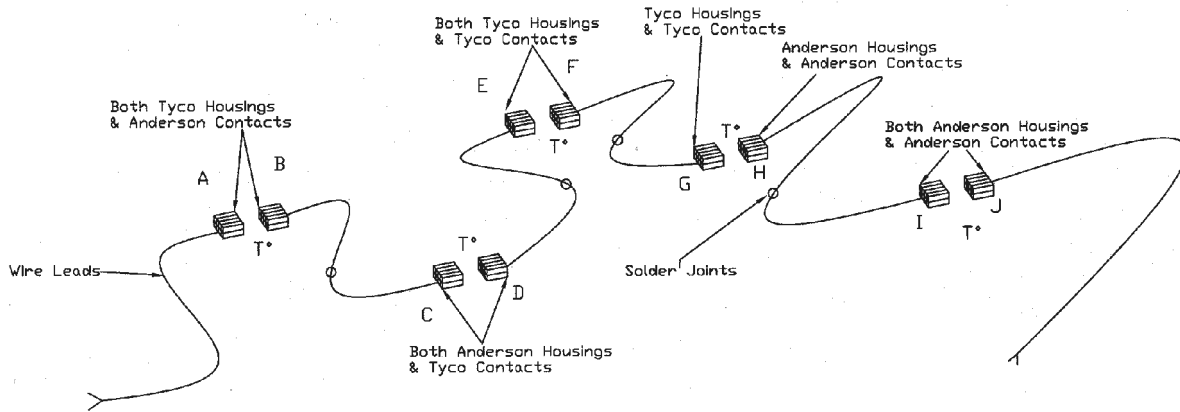 Both Tyco Housings
& Tyco Contacts
Tyco Housings
& Tyco Contacts
Anderson Housings
& Anderson Contacts
E
F
Both Tyco Housings
& Anderson Contacts
T°
T°
H
G
Both Anderson Housings
& Anderson Contacts
A
B
I
J
T°
T°
T°
Wire Leads
Solder Joints
C
D
Both Anderson Housings
& Tyco Contacts